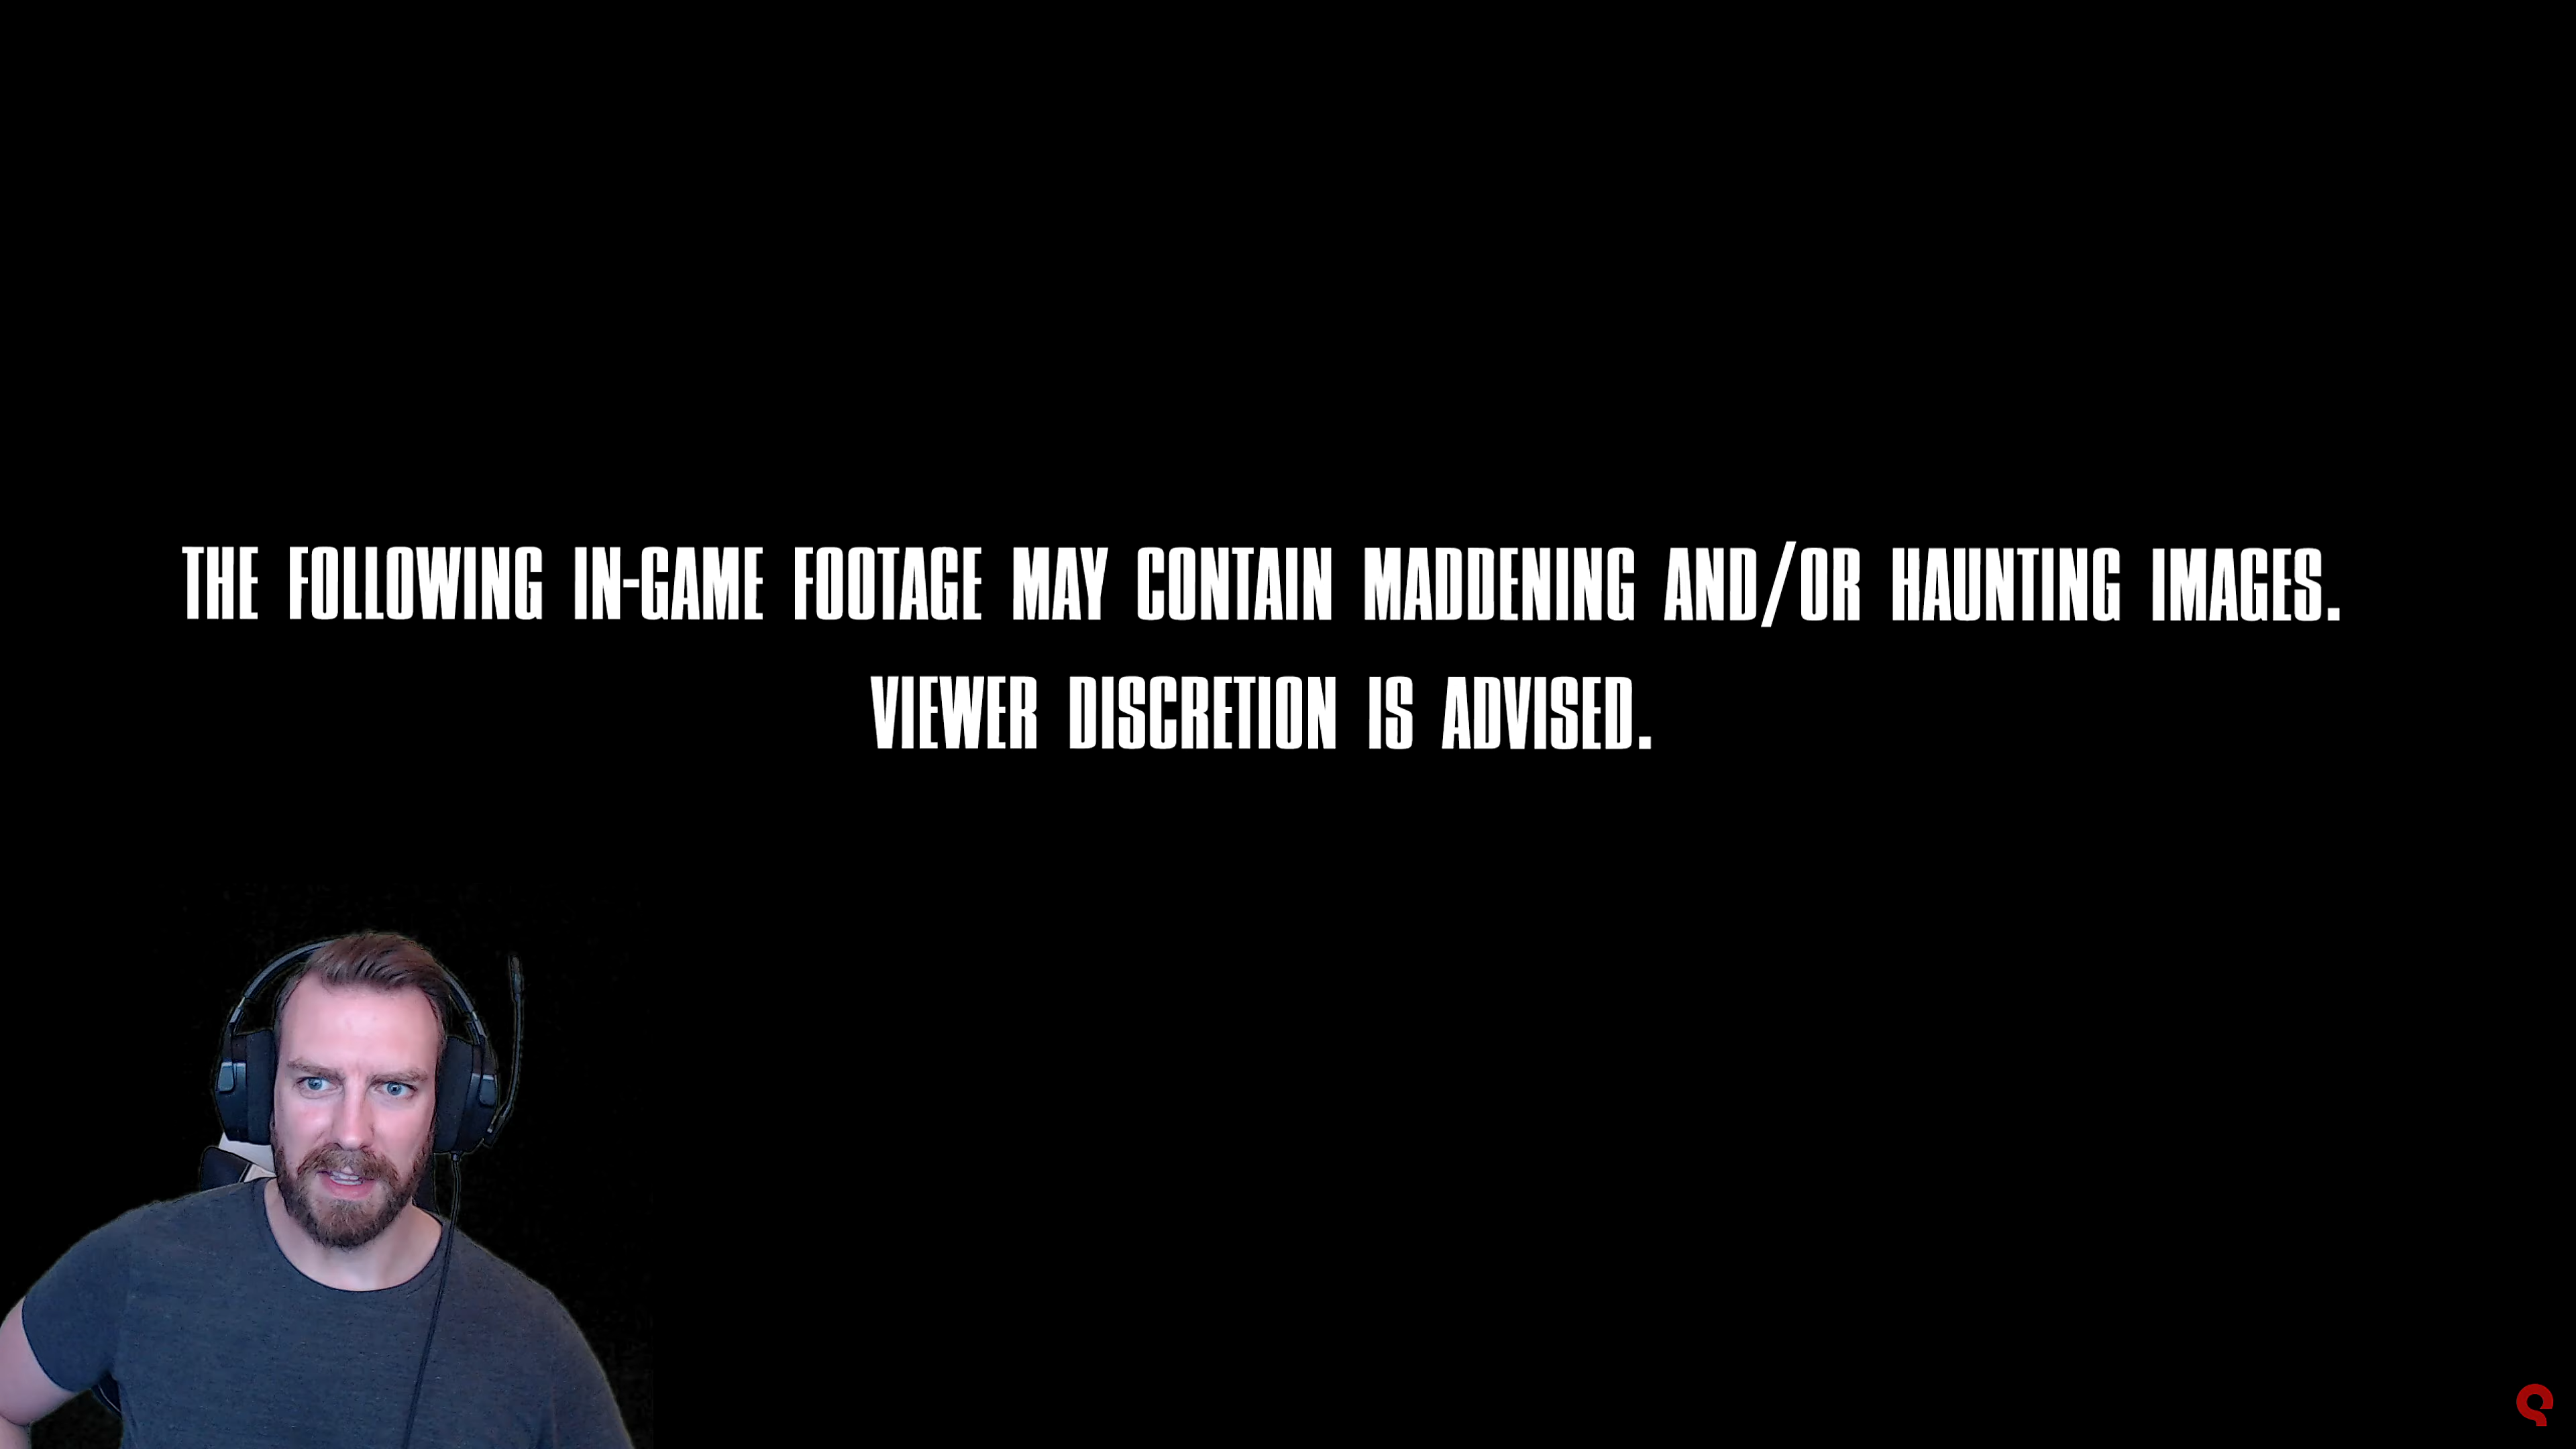 THE FOLLOWING IN-GAME FOOTAGE MAY CONTAIN MADDENING AND/OR HAUNTING IMAGES.
VIEWER DISCRETION IS ADVISED.